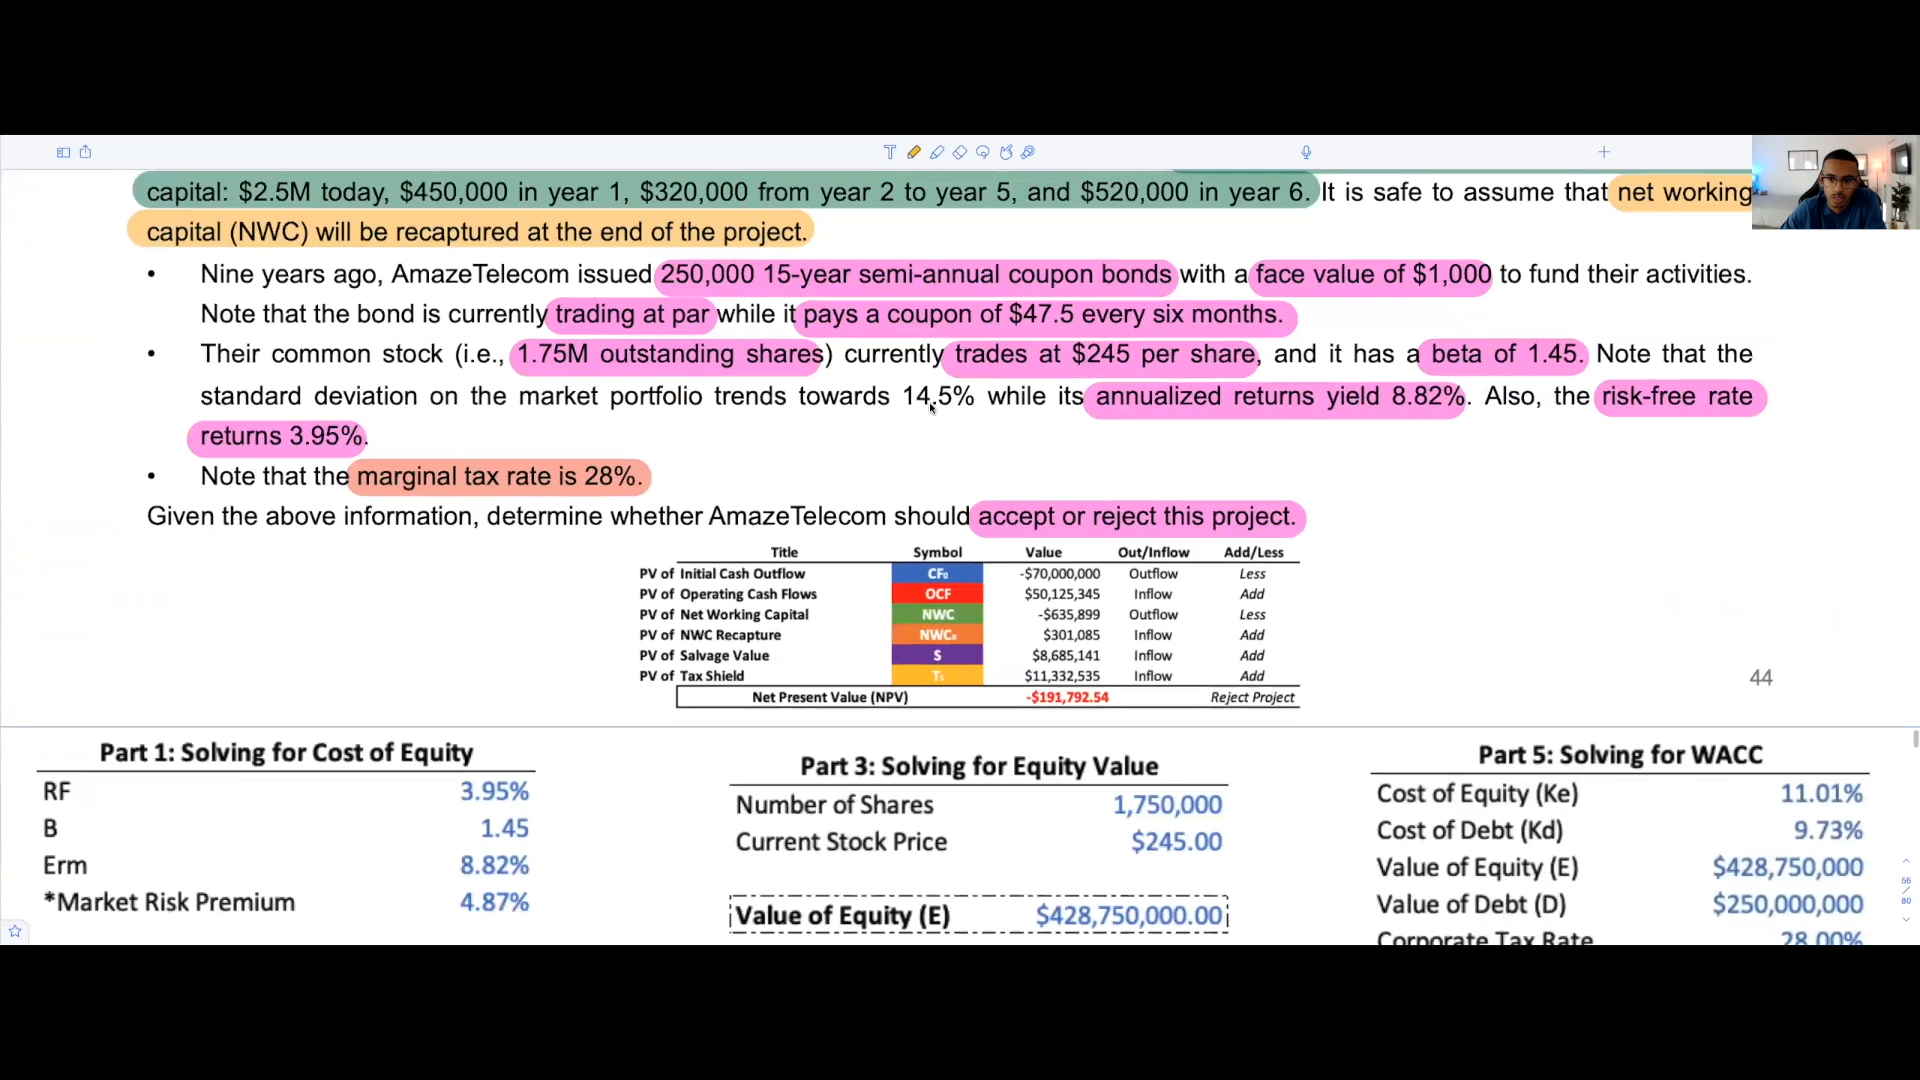 capital: $2.5M today, $450,000 in year 1, $320,000 from year 2 to year 5, and $520,000 in year 6. It is safe to assume that net working
capital (NWC) will be recaptured at the end of the project.
• Nine years ago, AmazeTelecom issued 250,000 15-year semi-annual coupon bonds with a face value of $1,000 to fund their activities.
Note that the bond is currently trading at par while it pays a coupon of $47.5 every six months.
• Their common stock (i.e., 1.75M outstanding shares) currently trades at $245 per share, and it has a beta of 1.45. Note that the
standard deviation on the market portfolio trends towards 14.5% while its annualized returns yield 8.82%. Also, the risk-free rate
returns 3.95%.
• Note that the marginal tax rate is 28%.
Given the above information, determine whether AmazeTelecom should accept or reject this project.
Title Symbol Value Out/Inflow Add/Less
PV of Initial Cash Outflow CF0 -$70,000,000 Outflow Less
PV of Operating Cash Flows OCF $50,125,345 Inflow Add
PV of Net Working Capital NWC -$635,899 Outflow Less
PV of NWC Recapture NWCR $301,085 Inflow Add
PV of Salvage Value S $8,685,141 Inflow Add
PV of Tax Shield Ts $11,332,535 Inflow Add
Net Present Value (NPV) -$191,792.54 Reject Project
44
Part 1: Solving for Cost of Equity
RF 3.95%
B 1.45
Erm 8.82%
*Market Risk Premium 4.87%
Part 3: Solving for Equity Value
Number of Shares 1,750,000
Current Stock Price $245.00
Value of Equity (E) $428,750,000.00
Part 5: Solving for WACC
Cost of Equity (Ke) 11.01%
Cost of Debt (Kd) 9.73%
Value of Equity (E) $428,750,000
Value of Debt (D) $250,000,000
Corporate Tax Rate 28.00%
56
/
80